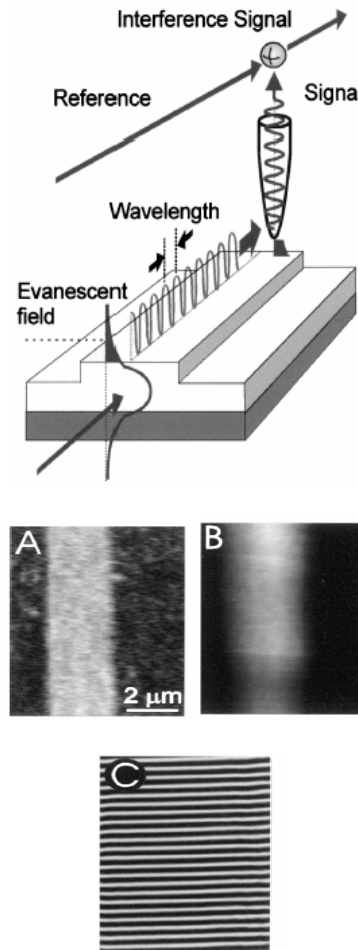 Interference Signal
Reference
Signa
Wavelength
Evanescent
field
A
B
2 μm
C